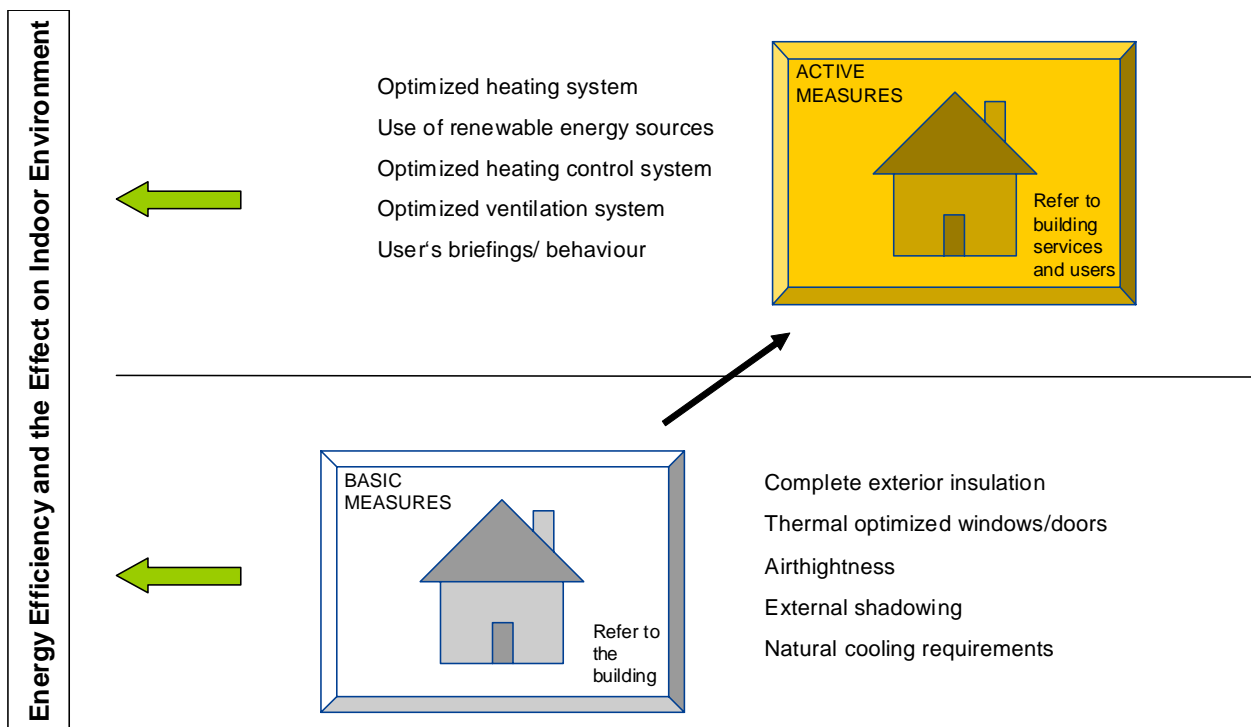 Energy Efficiency and the Effect on Indoor Environment
Optimized heating system
Use of renewable energy sources
Optimized heating control system
Optimized ventilation system
User‘s briefings/ behaviour
ACTIVE
MEASURES
Refer to
building
services
and users
BASIC
MEASURES
Refer to
the
building
Complete exterior insulation
Thermal optimized windows/doors
Airthightness
External shadowing
Natural cooling requirements